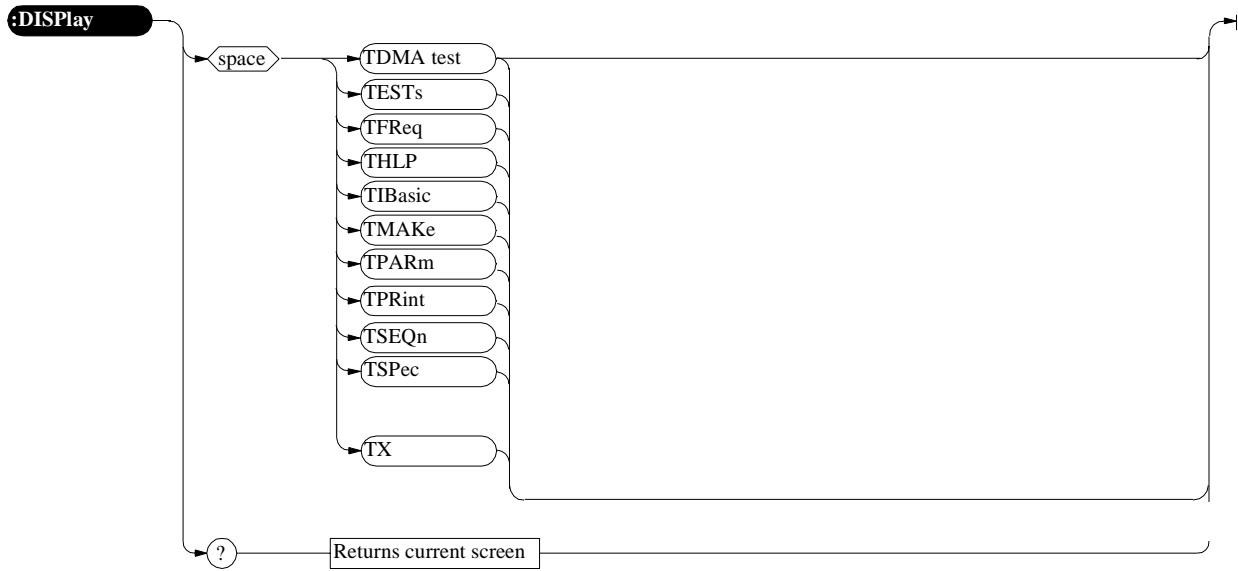 :DISPlay
space
TDMA test
TESTs
TFReq
THLP
TIBasic
TMAKe
TPARm
TPRint
TSEQn
TSPec
TX
?
Returns current screen